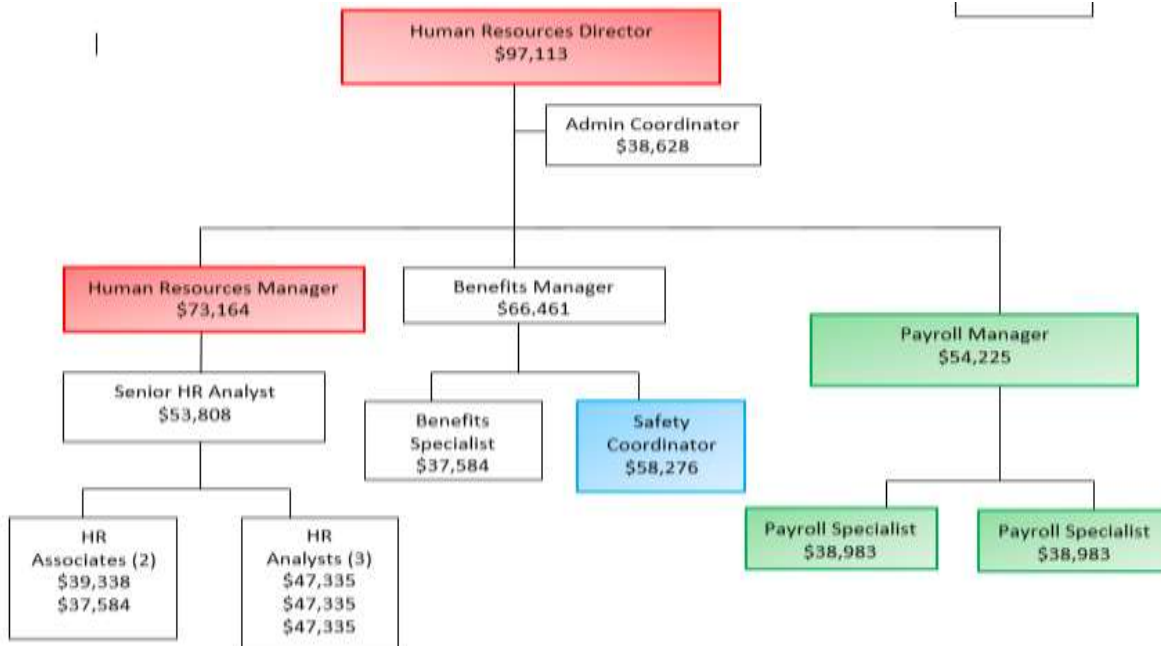 Human Resources Director
$97,113
Admin Coordinator
$38,628
Human Resources Manager
$73,164
Benefits Manager
$66,461
Payroll Manager
$54,225
Senior HR Analyst
$53,808
Benefits
Specialist
$37,584
Safety
Coordinator
$58,276
HR
Associates (2)
$39,338
$37,584
HR
Analysts (3)
$47,335
$47,335
$47,335
Payroll Specialist
$38,983
Payroll Specialist
$38,983